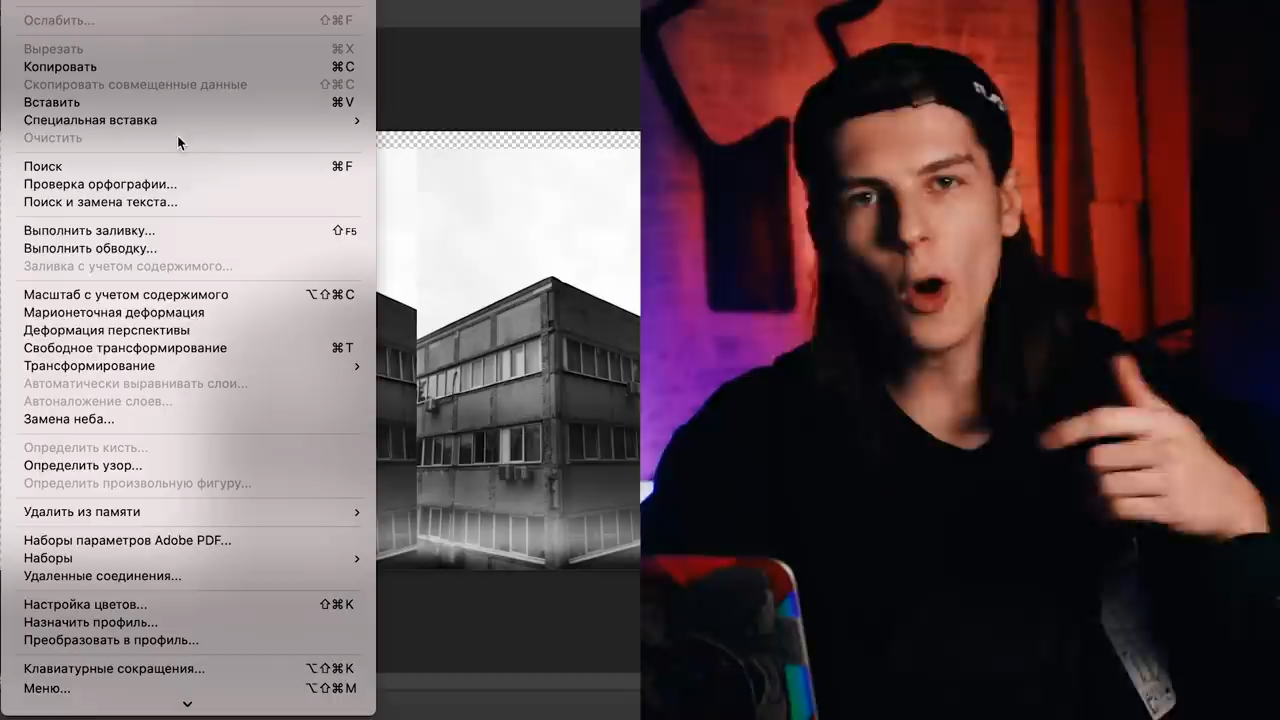 Ослабить... ⇧⌘F
Вырезать ⌘X
Копировать ⌘C
Скопировать совмещенные данные ⇧⌘C
Вставить ⌘V
Специальная вставка
Очистить
Поиск ⌘F
Проверка орфографии...
Поиск и замена текста...
Выполнить заливку... ⇧F5
Выполнить обводку...
Заливка с учетом содержимого...
Масштаб с учетом содержимого ⌥⇧⌘C
Марионеточная деформация
Деформация перспективы
Свободное трансформирование ⌘T
Трансформирование
Автоматически выравнивать слои...
Автоналожение слоев...
Замена неба...
Определить кисть...
Определить узор...
Определить произвольную фигуру...
Удалить из памяти
Наборы параметров Adobe PDF...
Наборы
Удаленные соединения...
Настройка цветов... ⇧⌘K
Назначить профиль...
Преобразовать в профиль...
Клавиатурные сокращения... ⌥⇧⌘K
Меню... ⌥⇧⌘M